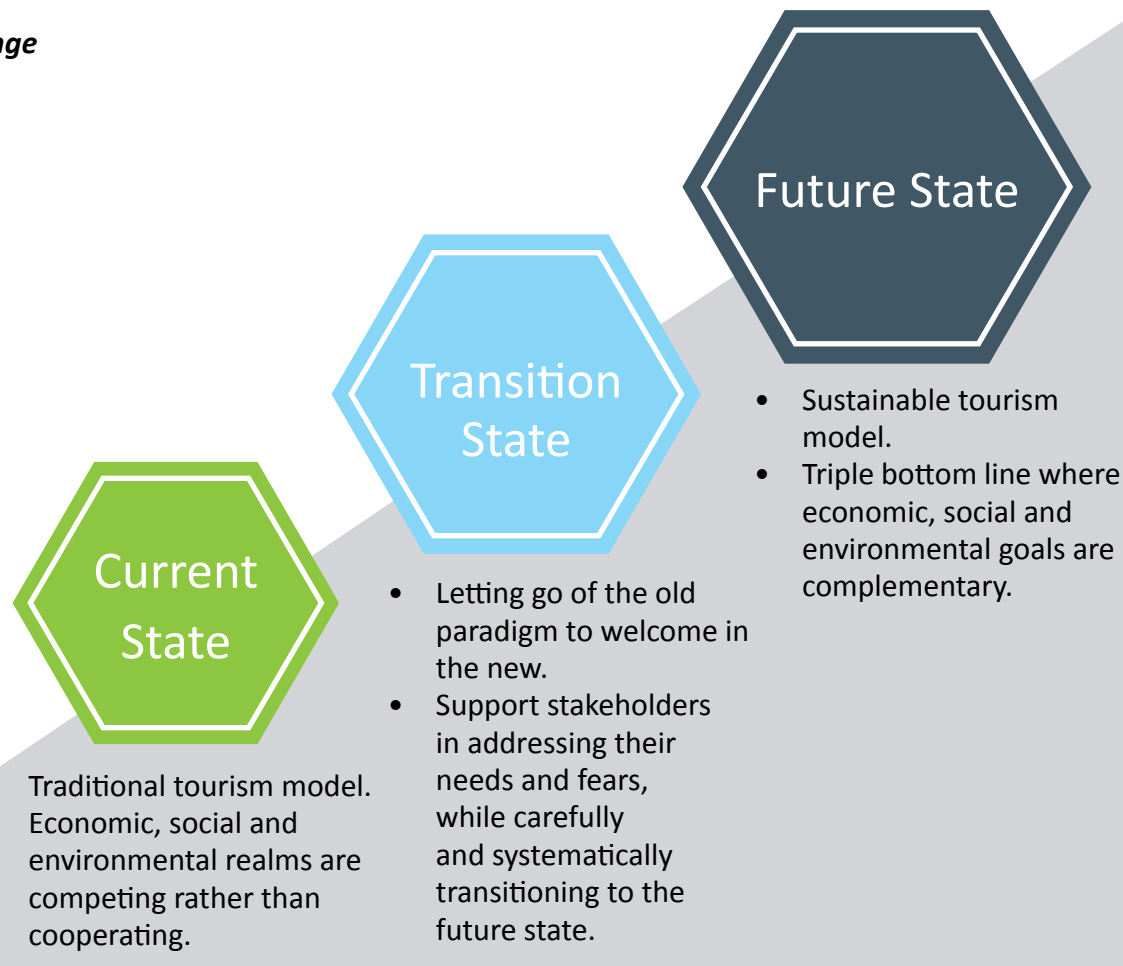 nge
Future State
Transition
State
Current
State
• Sustainable tourism
model.
• Triple bottom line where
economic, social and
environmental goals are
complementary.
• Letting go of the old
paradigm to welcome in
the new.
• Support stakeholders
in addressing their
needs and fears,
while carefully
and systematically
transitioning to the
future state.
Traditional tourism model.
Economic, social and
environmental realms are
competing rather than
cooperating.